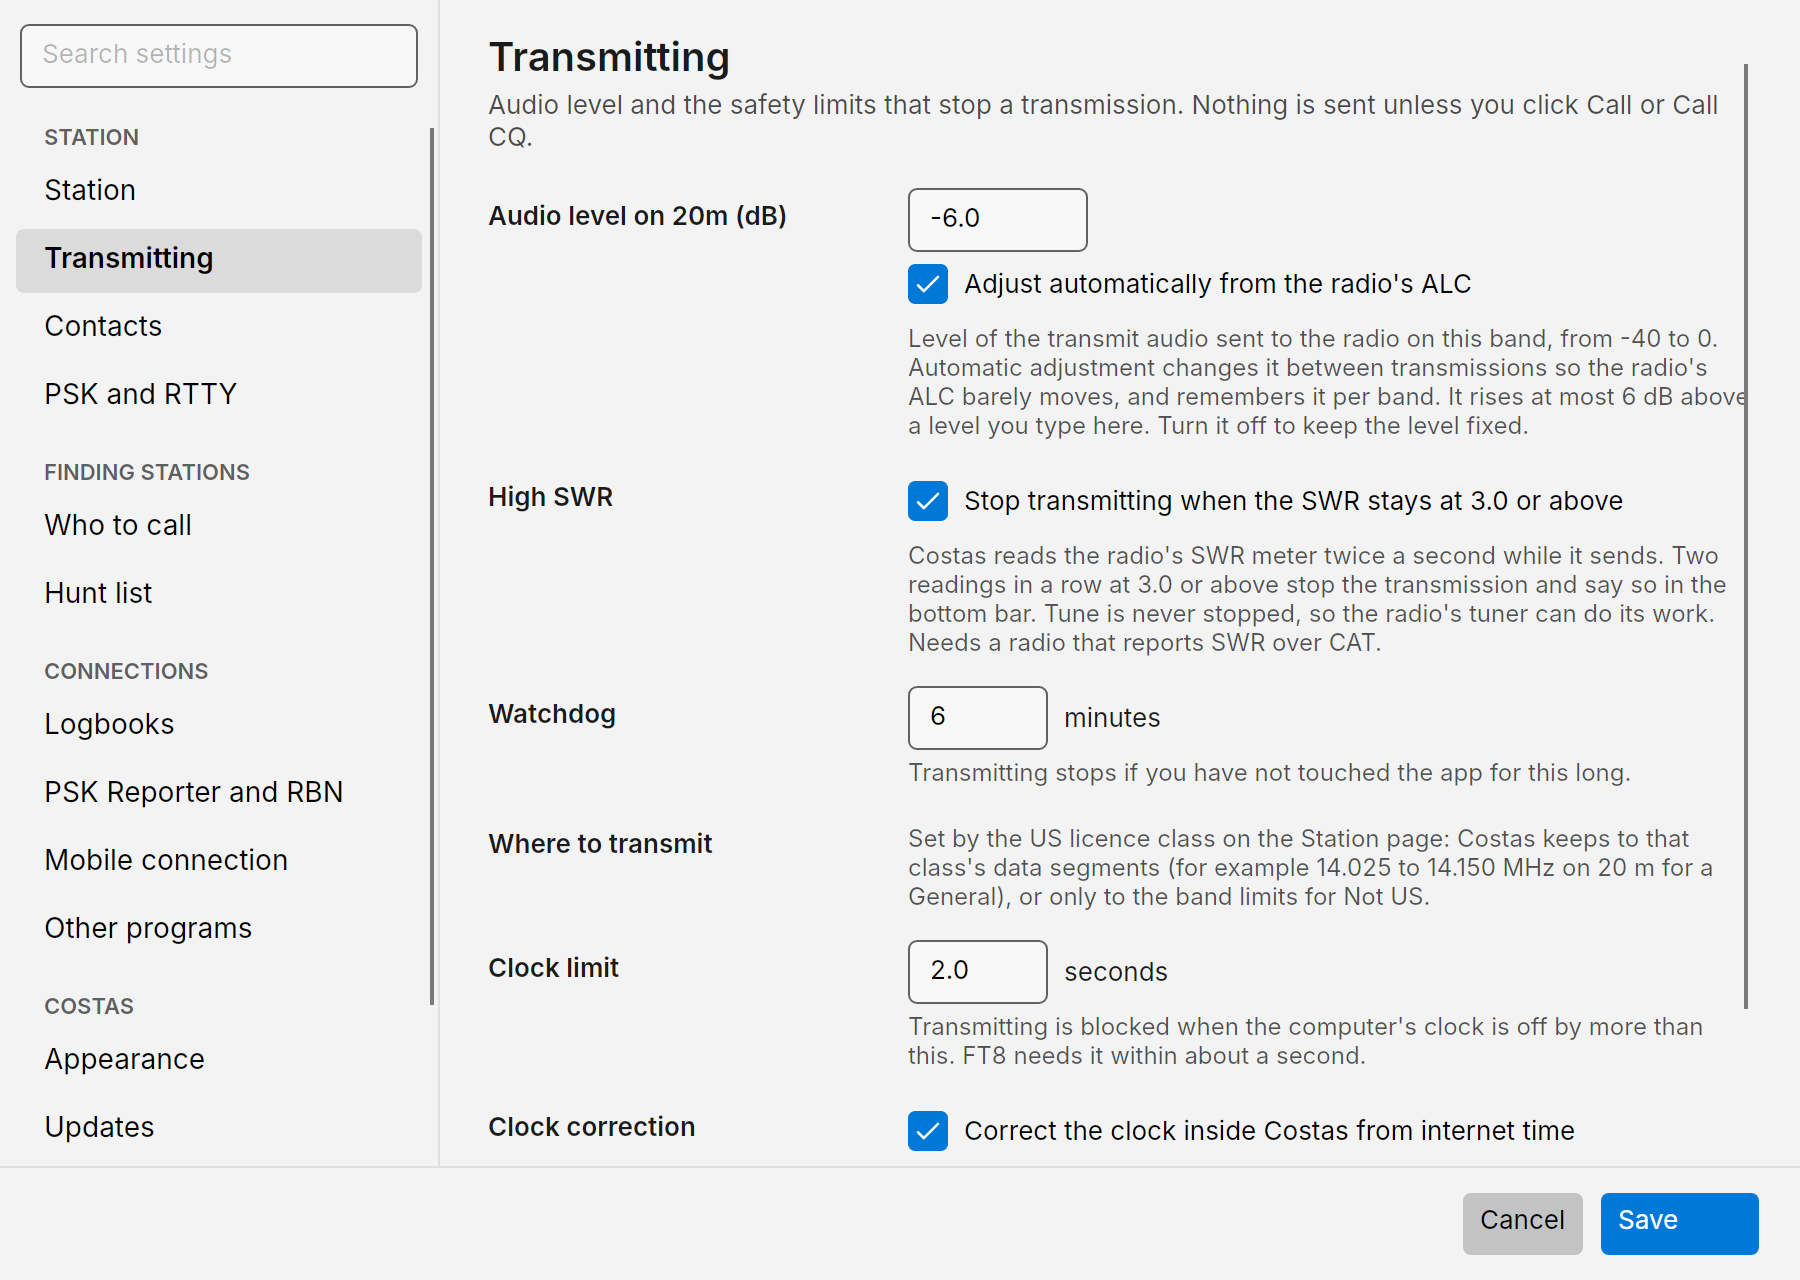 Search settings
STATION
Station
Transmitting
Contacts
PSK and RTTY
FINDING STATIONS
Who to call
Hunt list
CONNECTIONS
Logbooks
PSK Reporter and RBN
Mobile connection
Other programs
COSTAS
Appearance
Updates
Transmitting
Audio level and the safety limits that stop a transmission. Nothing is sent unless you click Call or Call
CQ.
Audio level on 20m (dB)
-6.0
Adjust automatically from the radio's ALC
Level of the transmit audio sent to the radio on this band, from -40 to 0.
Automatic adjustment changes it between transmissions so the radio's
ALC barely moves, and remembers it per band. It rises at most 6 dB above
a level you type here. Turn it off to keep the level fixed.
High SWR
Stop transmitting when the SWR stays at 3.0 or above
Costas reads the radio's SWR meter twice a second while it sends. Two
readings in a row at 3.0 or above stop the transmission and say so in the
bottom bar. Tune is never stopped, so the radio's tuner can do its work.
Needs a radio that reports SWR over CAT.
Watchdog
6
minutes
Transmitting stops if you have not touched the app for this long.
Where to transmit
Set by the US licence class on the Station page: Costas keeps to that
class's data segments (for example 14.025 to 14.150 MHz on 20 m for a
General), or only to the band limits for Not US.
Clock limit
2.0
seconds
Transmitting is blocked when the computer's clock is off by more than
this. FT8 needs it within about a second.
Clock correction
Correct the clock inside Costas from internet time
Cancel
Save